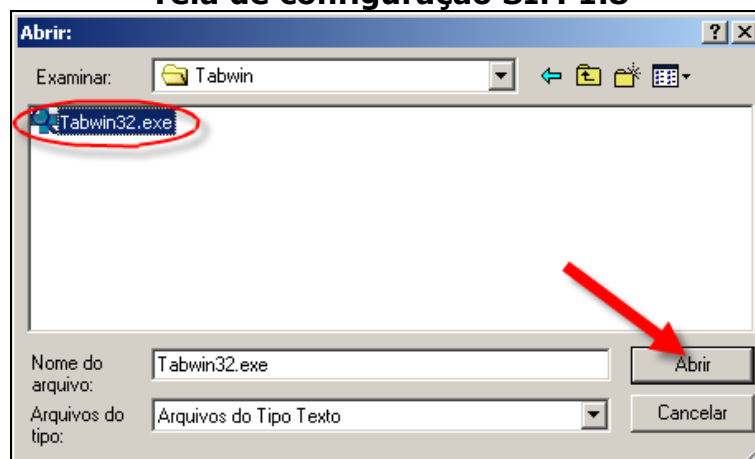 Tela de configuração SIM 1.8
Abrir:
Examinar: Tabwin
Tabwin32.exe
Nome do arquivo: Tabwin32.exe Abrir
Arquivos do tipo: Arquivos do Tipo Texto Cancelar